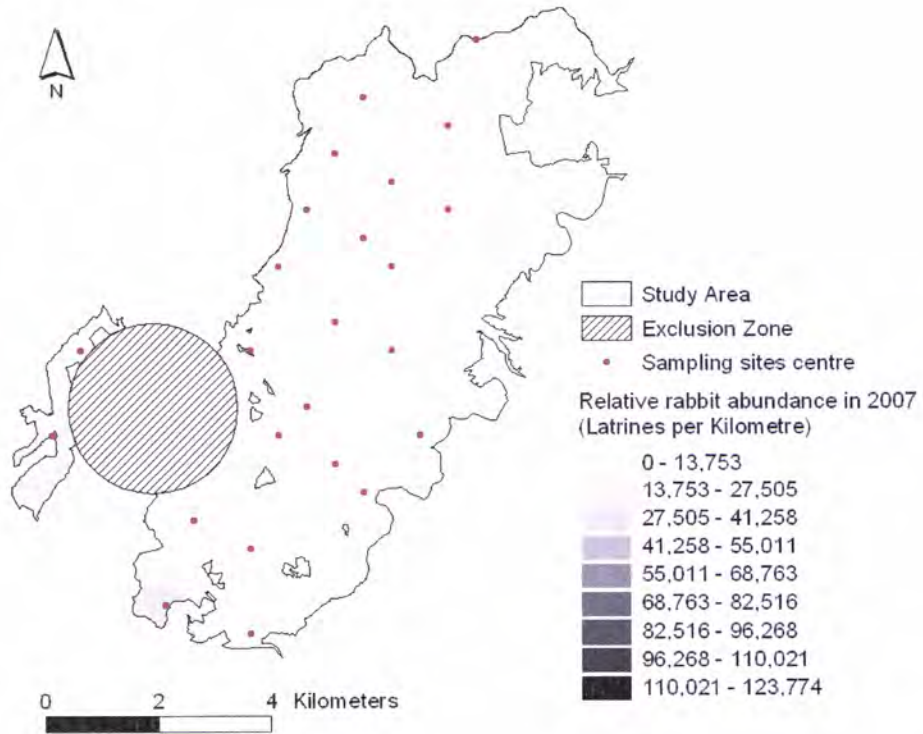 N
Study Area
Exclusion Zone
Sampling sites centre
Relative rabbit abundance in 2007
(Latrines per Kilometre)
0 - 13,753
13,753 - 27,505
27,505 - 41,258
41,258 - 55,011
55,011 - 68,763
68,763 - 82,516
82,516 - 96,268
96,268 - 110,021
110,021 - 123,774
0 2 4 Kilometers